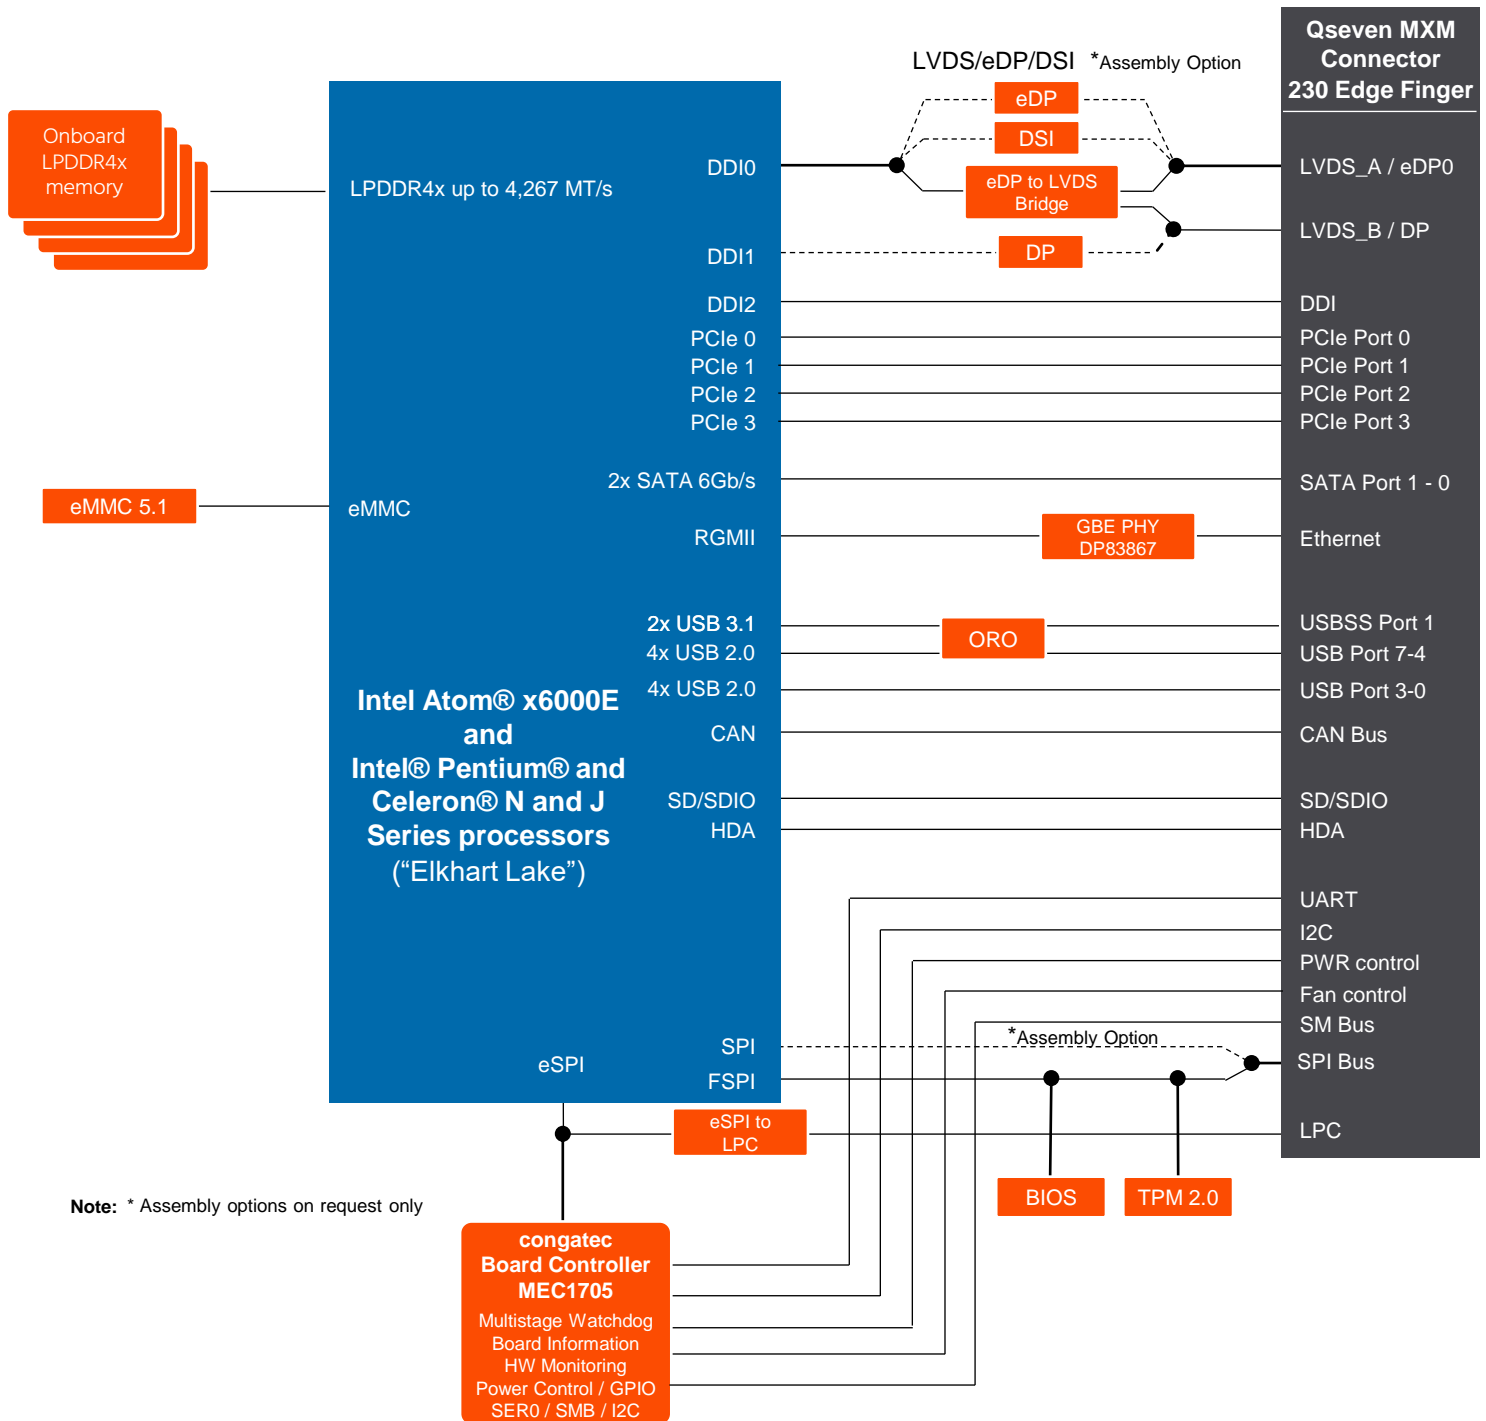 Qseven MXM
Connector
230 Edge Finger
LVDS/eDP/DSI *Assembly Option
eDP
DSI
eDP to LVDS
Bridge
DP
Onboard
LPDDR4x
memory
LPDDR4x up to 4,267 MT/s
eMMC 5.1
eMMC
DDI0
DDI1
DDI2
PCIe 0
PCIe 1
PCIe 2
PCIe 3
2x SATA 6Gb/s
RGMII
2x USB 3.1
4x USB 2.0
4x USB 2.0
CAN
SD/SDIO
HDA
SPI
FSPI
eSPI
Intel Atom® x6000E
and
Intel® Pentium® and
Celeron® N and J
Series processors
(“Elkhart Lake”)
GBE PHY
DP83867
ORO
LVDS_A / eDP0
LVDS_B / DP
DDI
PCIe Port 0
PCIe Port 1
PCIe Port 2
PCIe Port 3
SATA Port 1 - 0
Ethernet
USBSS Port 1
USB Port 7-4
USB Port 3-0
CAN Bus
SD/SDIO
HDA
UART
I2C
PWR control
Fan control
SM Bus
SPI Bus
LPC
*Assembly Option
eSPI to
LPC
BIOS
TPM 2.0
Note: * Assembly options on request only
congatec
Board Controller
MEC1705
Multistage Watchdog
Board Information
HW Monitoring
Power Control / GPIO
SER0 / SMB / I2C